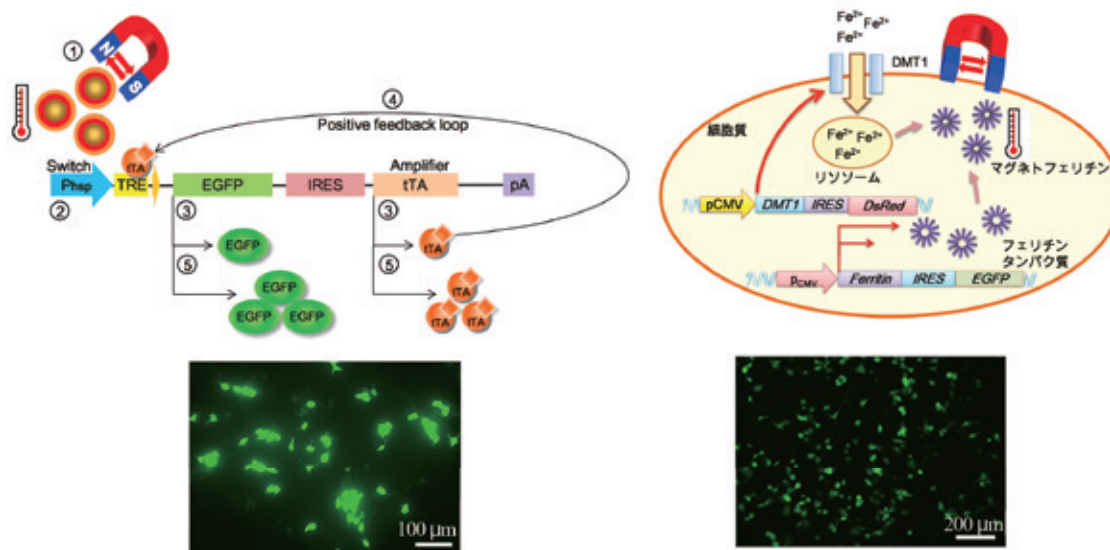 ①
N
S
④
Positive feedback loop
Switch
tTA
Amplifier
Phsp
TRE
EGFP
IRES
tTA
pA
②
③
③
EGFP
tTA
⑤
⑤
EGFP
EGFP
EGFP
tTA
tTA
tTA
100 µm
Fe²⁺
Fe²⁺
Fe²⁺
DMT1
細胞質
Fe²⁺
Fe²⁺
Fe²⁺
リソソーム
マグネトフェリチン
pCMV
DMT1
IRES
DsRed
フェリチン
タンパク質
pCMV
Ferritin
IRES
EGFP
200 µm